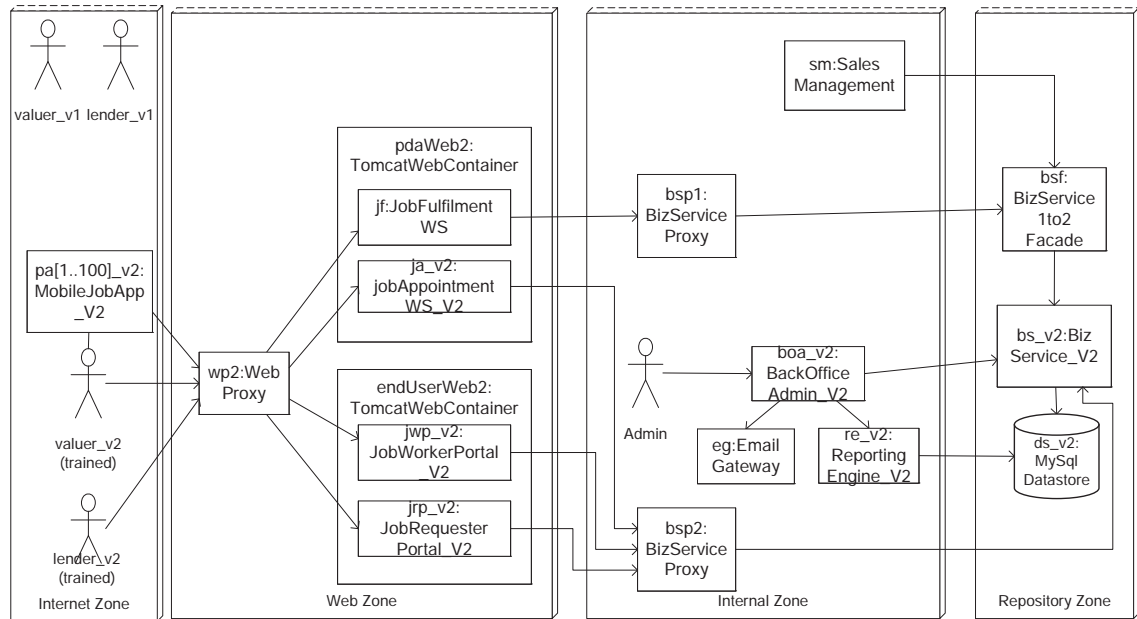 valuer_v1 lender_v1
pa[1..100]_v2:
MobileJobApp
_V2
valuer_v2
(trained)
lender_v2
(trained)
Internet Zone
wp2:Web
Proxy
pdaWeb2:
TomcatWebContainer
jf:JobFulfilment
WS
ja_v2:
jobAppointment
WS_V2
endUserWeb2:
TomcatWebContainer
jwp_v2:
JobWorkerPortal
_V2
jrp_v2:
JobRequester
Portal_V2
Web Zone
sm:Sales
Management
bsp1:
BizService
Proxy
Admin
boa_v2:
BackOffice
Admin_V2
eg:Email
Gateway
re_v2:
Reporting
Engine_V2
bsp2:
BizService
Proxy
Internal Zone
bsf:
BizService
1to2
Facade
bs_v2:Biz
Service_V2
ds_v2:
MySql
Datastore
Repository Zone